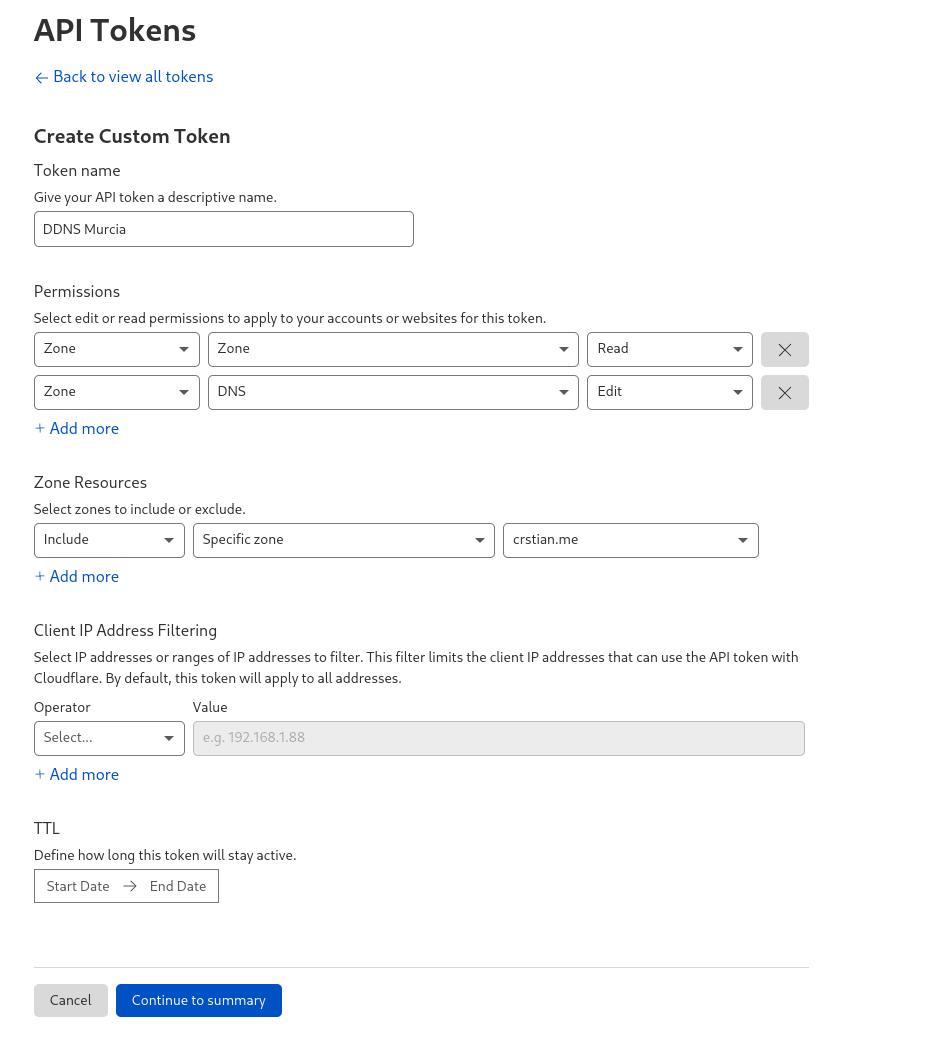 API Tokens
← Back to view all tokens
Create Custom Token
Token name
Give your API token a descriptive name.
DDNS Murcia
Permissions
Select edit or read permissions to apply to your accounts or websites for this token.
Zone Zone Read
Zone DNS Edit
+ Add more
Zone Resources
Select zones to include or exclude.
Include Specific zone crstian.me
+ Add more
Client IP Address Filtering
Select IP addresses or ranges of IP addresses to filter. This filter limits the client IP addresses that can use the API token with
Cloudflare. By default, this token will apply to all addresses.
Operator Value
Select... e.g. 192.168.1.88
+ Add more
TTL
Define how long this token will stay active.
Start Date → End Date
Cancel Continue to summary